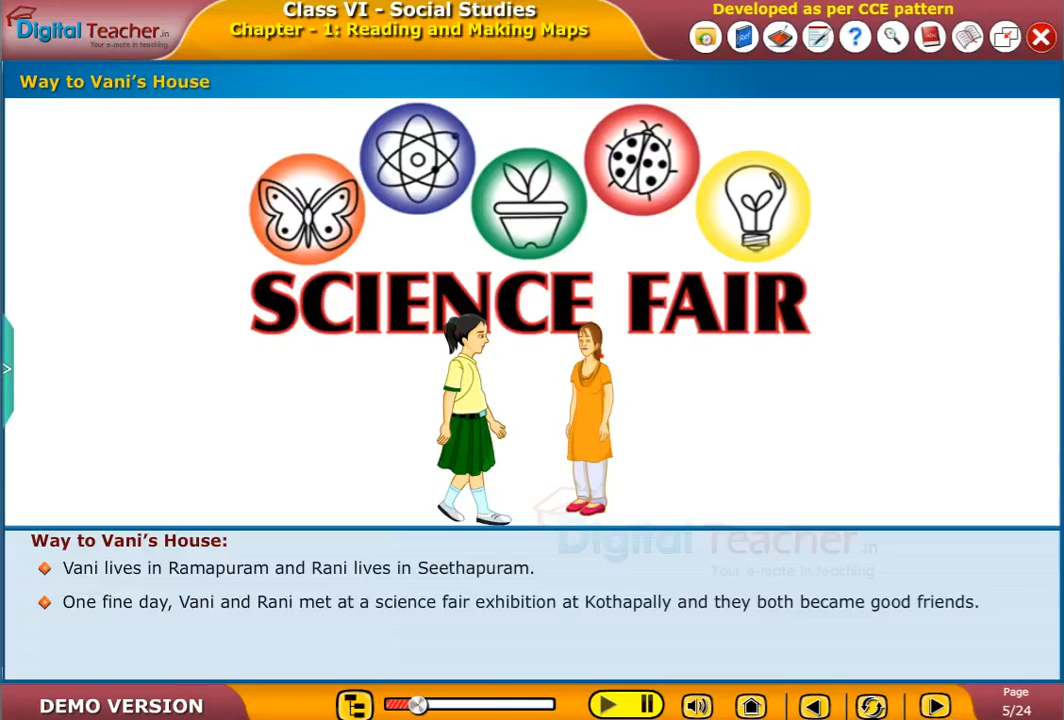 Digital Teacher.in
Your e-mate in teaching
Class VI - Social Studies
Chapter - 1: Reading and Making Maps
Developed as per CCE pattern
Ref
?
Abc
Way to Vani's House
SCIENCE FAIR
>
Digital Teacher.in
Your e-mate in teaching
Way to Vani's House:
Vani lives in Ramapuram and Rani lives in Seethapuram.
One fine day, Vani and Rani met at a science fair exhibition at Kothapally and they both became good friends.
DEMO VERSION
Page
5/24